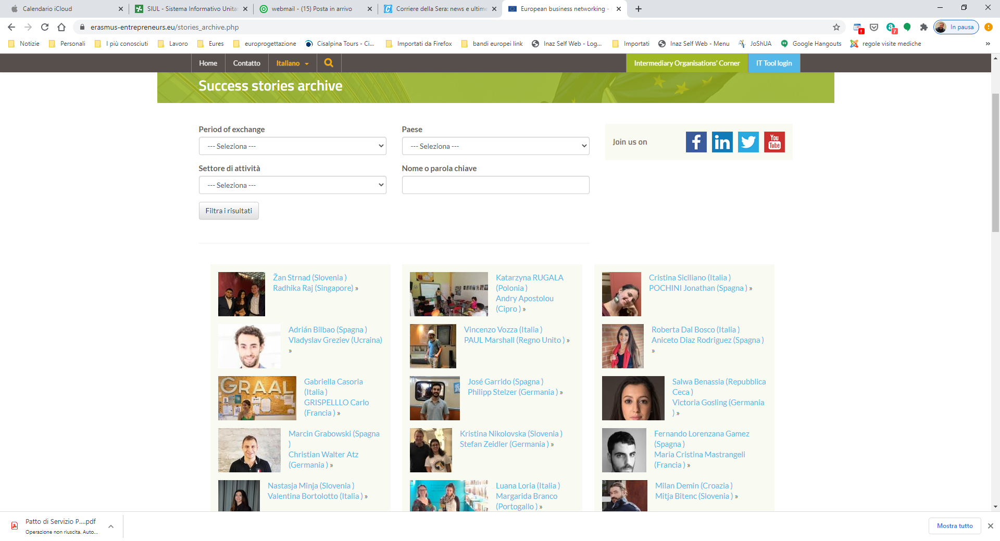 Calendario iCloud
SIUL - Sistema Informativo Unita
webmail - (15) Posta in arrivo
Corriere della Sera: news e ultime
European business networking -
erasmus-entrepreneurs.eu/stories_archive.php
In pausa
Notizie
Personali
I più conosciuti
Lavoro
Eures
europrogettazione
Cisalpina Tours - Ci...
Importati da Firefox
bandi europei link
Inaz Self Web - Log...
Importati
Inaz Self Web - Menu
JoShUA
Google Hangouts
regole visite mediche
»
Home
Contatto
Italiano
Intermediary Organisations' Corner
IT Tool login
Success stories archive
Period of exchange
--- Seleziona ---
Paese
--- Seleziona ---
Join us on
You
Tube
Settore di attività
--- Seleziona ---
Nome o parola chiave
Filtra i risultati
Žan Strnad (Slovenia )
Radhika Raj (Singapore) »
Katarzyna RUGALA
(Polonia )
Andry Apostolou
(Cipro ) »
Cristina Siciliano (Italia )
POCHINI Jonathan (Spagna ) »
Adrián Bilbao (Spagna )
Vladyslav Greziev (Ucraina)
»
Vincenzo Vozza (Italia )
PAUL Marshall (Regno Unito ) »
Roberta Dal Bosco (Italia )
Aniceto Diaz Rodriguez (Spagna )
»
GRAAL
Gabriella Casoria
(Italia )
GRISPELLLO Carlo
(Francia ) »
José Garrido (Spagna )
Philipp Stelzer (Germania ) »
Salwa Benassia (Repubblica
Ceca )
Victoria Gosling (Germania
) »
Marcin Grabowski (Spagna
)
Christian Walter Atz
(Germania ) »
Kristina Nikolovska (Slovenia )
Stefan Zeidler (Germania ) »
Fernando Lorenzana Gamez
(Spagna )
Maria Cristina Mastrangeli
(Francia ) »
Nastasja Minja (Slovenia )
Valentina Bortolotto (Italia ) »
Luana Loria (Italia )
Margarida Branco
(Portogallo ) »
Milan Demin (Croazia )
Mitja Bitenc (Slovenia ) »
Patto di Servizio P....pdf
Operazione non riuscita. Auto...
Mostra tutto